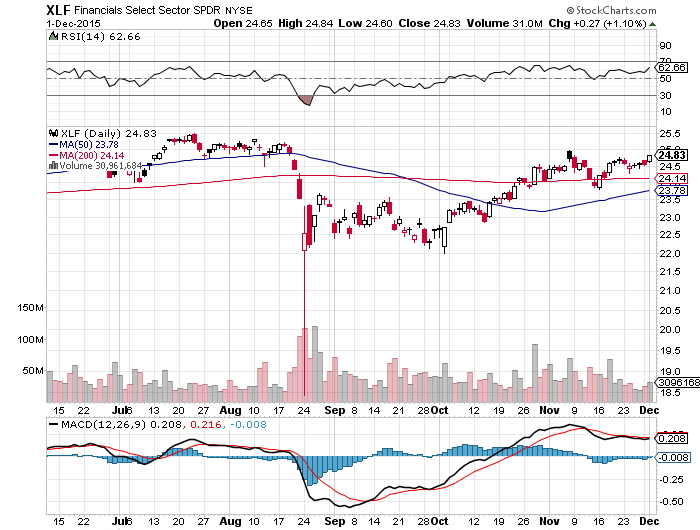 XLF Financials Select Sector SPDR NYSE © StockCharts.com
1-Dec-2015 Open 24.65 High 24.84 Low 24.60 Close 24.83 Volume 31.0M Chg +0.27 (+1.10%)
RSI(14) 62.66
90
70
62.66
50
30
10
XLF (Daily) 24.83
MA(50) 23.78
MA(200) 24.14
Volume 30,961,684
25.5
25.0
24.83
24.5
24.14
23.78
23.5
23.0
22.5
22.0
21.5
21.0
20.5
20.0
19.5
19.0
18.5
150M
100M
50M
3096168
15 22 Jul 6 13 20 27 Aug 10 17 24 Sep 8 14 21 28 Oct 12 19 26 Nov 9 16 23 Dec
MACD(12,26,9) 0.208, 0.216, -0.008
0.208
-0.008
-0.25
-0.50
15 22 Jul 6 13 20 27 Aug 10 17 24 Sep 8 14 21 28 Oct 12 19 26 Nov 9 16 23 Dec